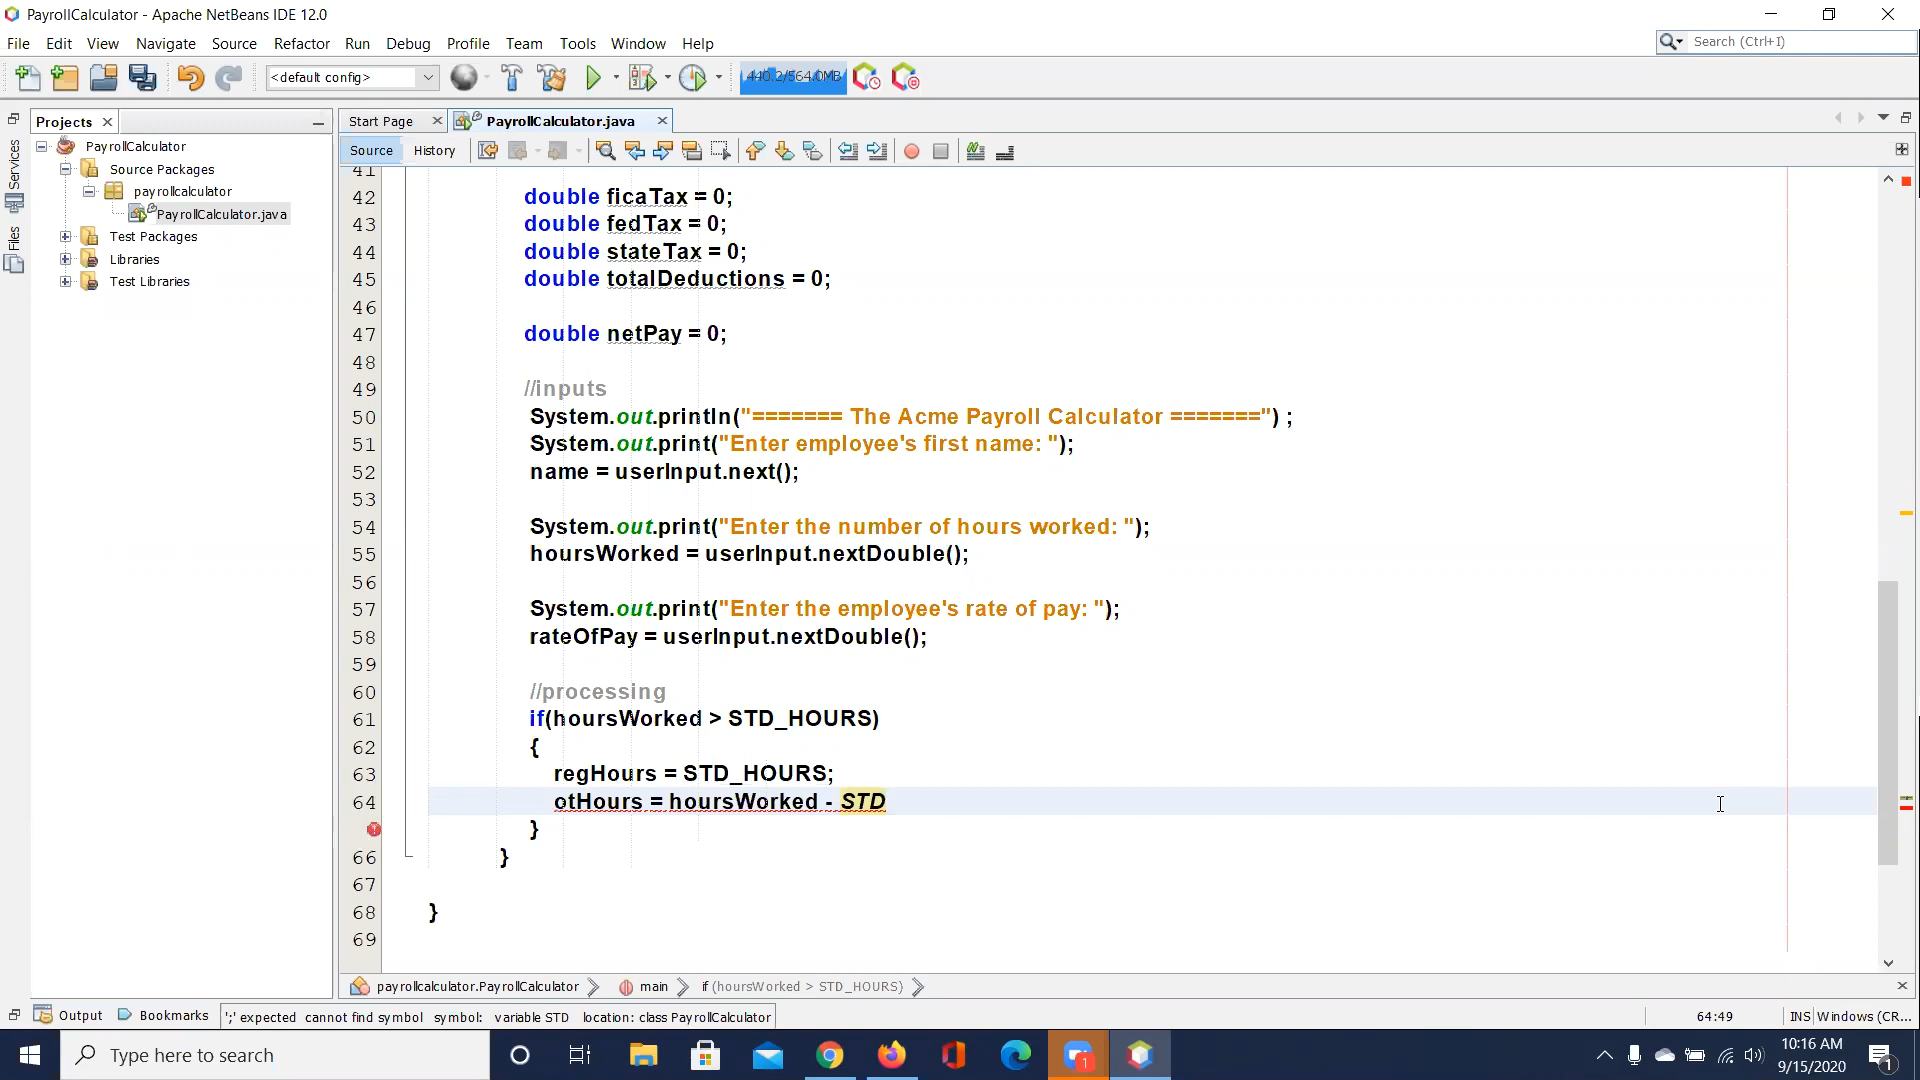 PayrollCalculator - Apache NetBeans IDE 12.0
File Edit View Navigate Source Refactor Run Debug Profile Team Tools Window Help
Search (Ctrl+I)
<default config>
440.2/564.0MB
Projects
Start Page
PayrollCalculator.java
Source History
Services
Files
PayrollCalculator
Source Packages
payrollcalculator
PayrollCalculator.java
Test Packages
Libraries
Test Libraries
41
42 double ficaTax = 0;
43 double fedTax = 0;
44 double stateTax = 0;
45 double totalDeductions = 0;
46
47 double netPay = 0;
48
49 //inputs
50 System.out.println("======= The Acme Payroll Calculator =======") ;
51 System.out.print("Enter employee's first name: ");
52 name = userInput.next();
53
54 System.out.print("Enter the number of hours worked: ");
55 hoursWorked = userInput.nextDouble();
56
57 System.out.print("Enter the employee's rate of pay: ");
58 rateOfPay = userInput.nextDouble();
59
60 //processing
61 if(hoursWorked > STD_HOURS)
62 {
63 regHours = STD_HOURS;
64 otHours = hoursWorked - STD
}
66 }
67
68 }
69
payrollcalculator.PayrollCalculator main if (hoursWorked > STD_HOURS)
Output Bookmarks ';' expected cannot find symbol symbol: variable STD location: class PayrollCalculator 64:49 INS Windows (CR...
Type here to search
1
10:16 AM
9/15/2020
1